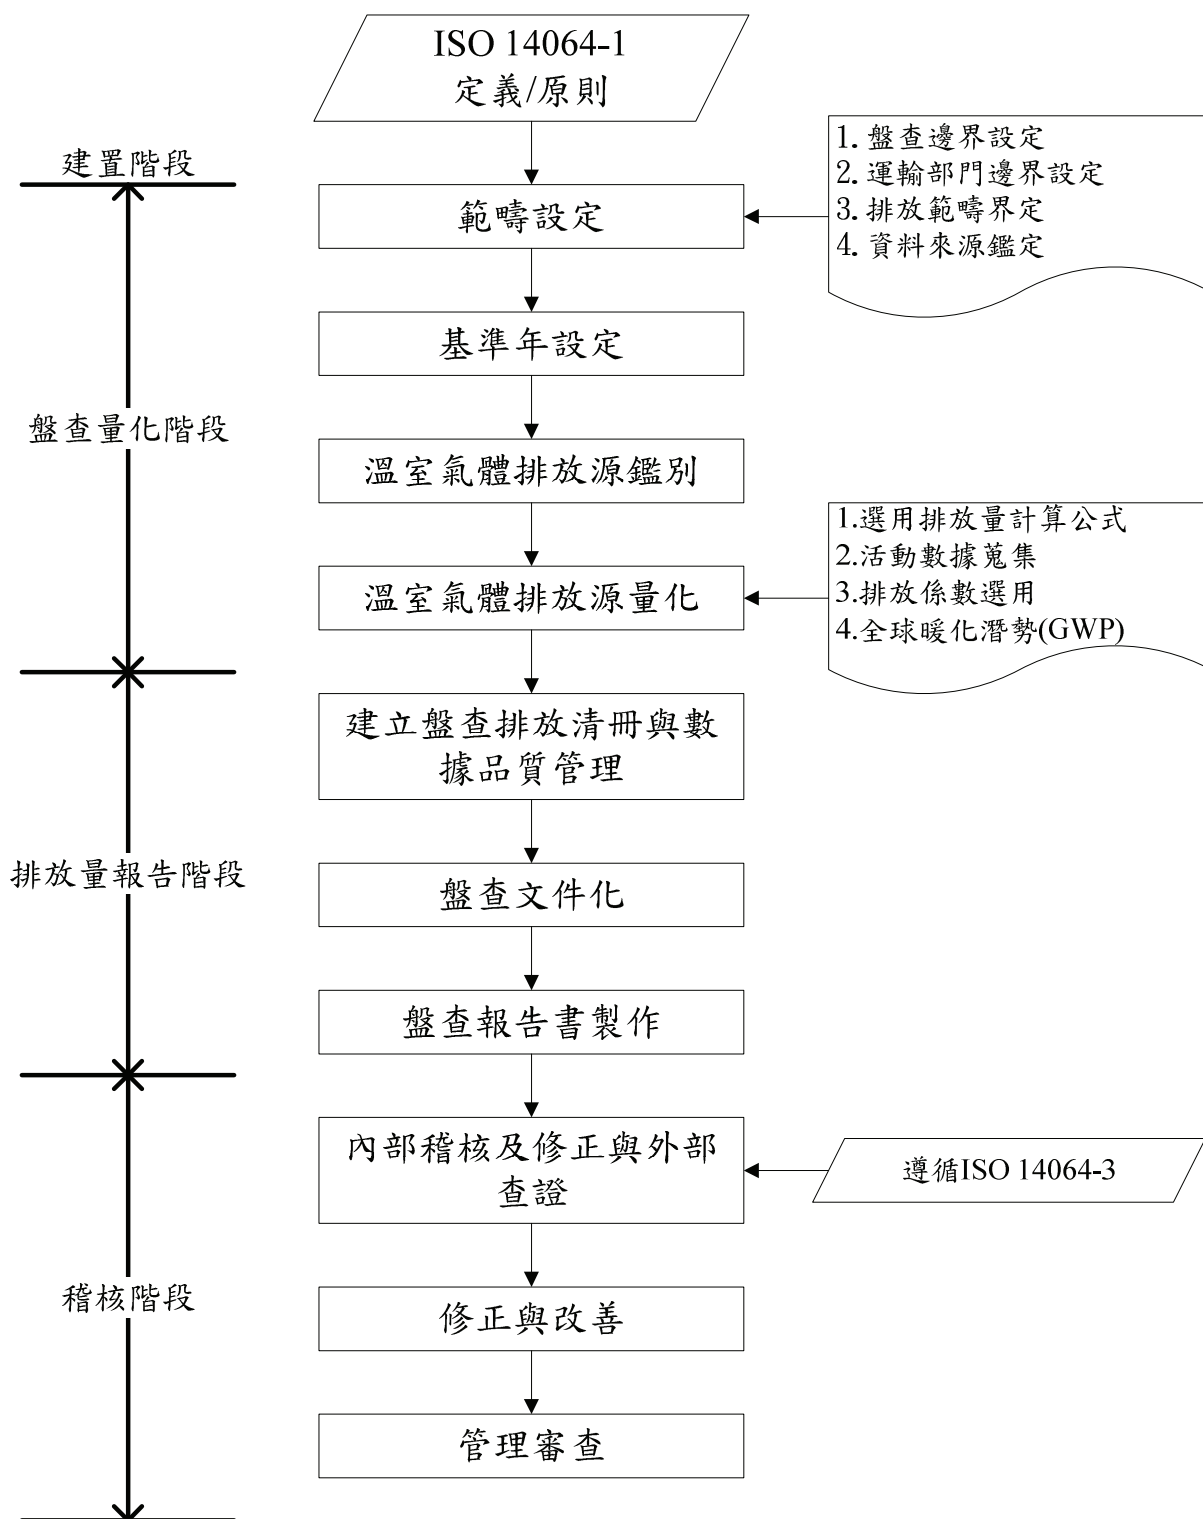 ISO 14064-1
定義/原則
建置階段
1. 盤查邊界設定
2. 運輸部門邊界設定
3. 排放範疇界定
4. 資料來源鑑定
範疇設定
基準年設定
盤查量化階段
溫室氣體排放源鑑別
1.選用排放量計算公式
2.活動數據蒐集
3.排放係數選用
4.全球暖化潛勢(GWP)
溫室氣體排放源量化
建立盤查排放清冊與數
據品質管理
排放量報告階段
盤查文件化
盤查報告書製作
內部稽核及修正與外部
查證
遵循ISO 14064-3
稽核階段
修正與改善
管理審查